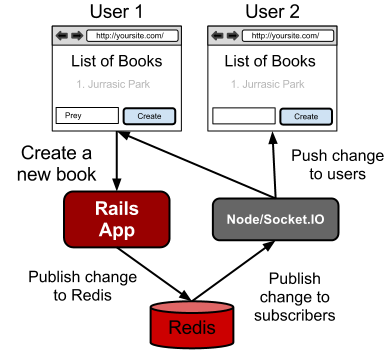 User 1
User 2
http://yoursite.com/
http://yoursite.com/
List of Books
List of Books
1. Jurrasic Park
1. Jurrasic Park
Prey
Create
Create
Create a
new book
Push change
to users
Rails
App
Node/Socket.IO
Publish change
to Redis
Publish
change to
subscribers
Redis